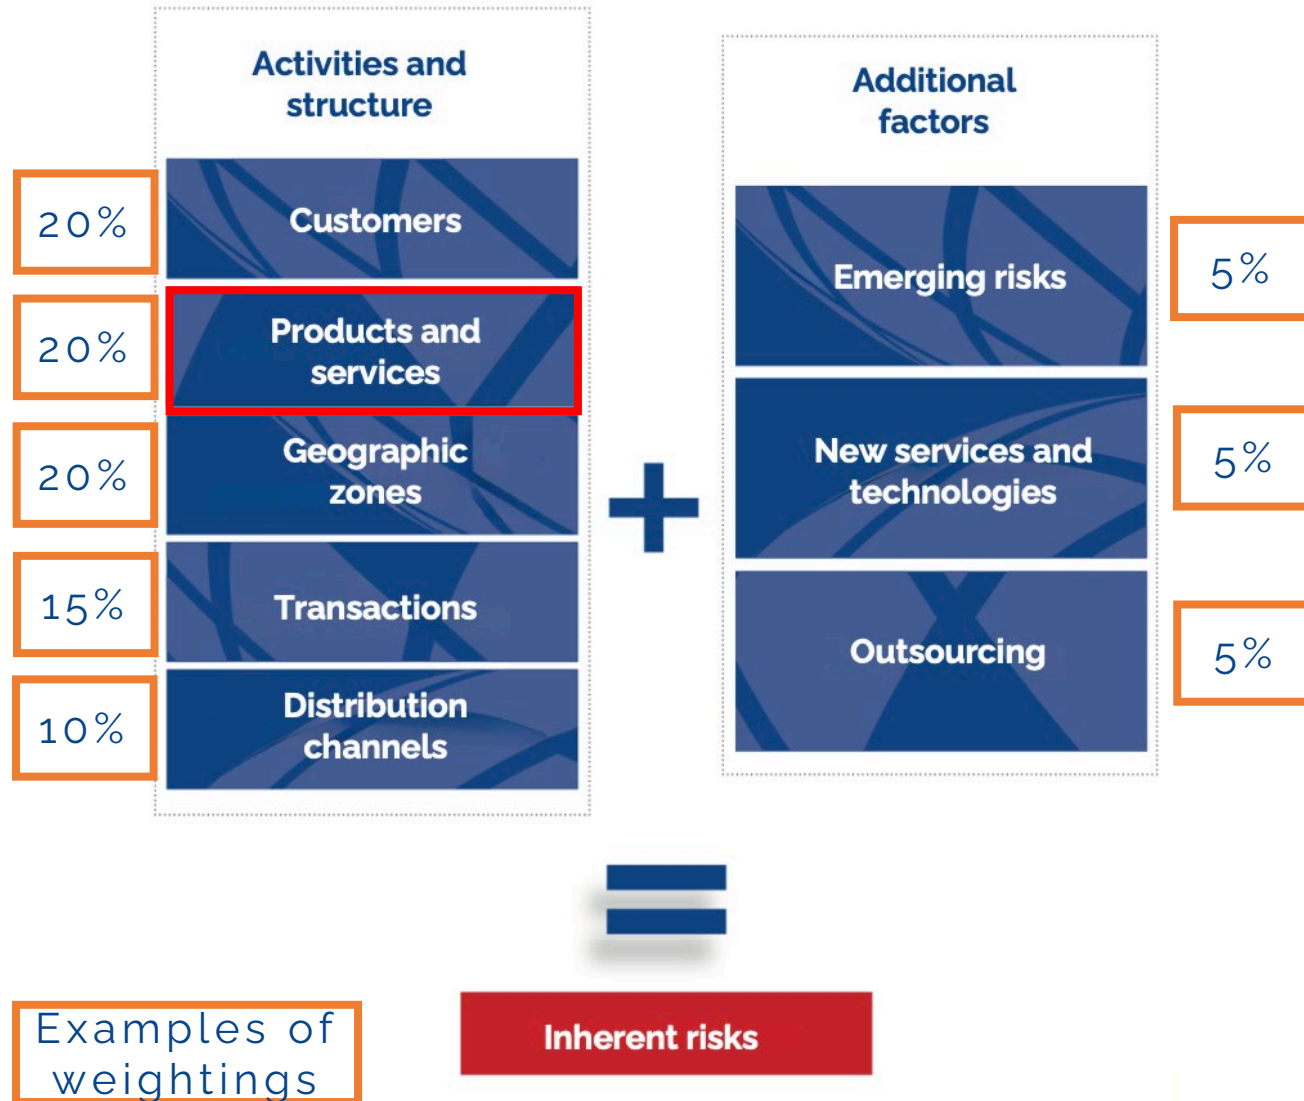 Activities and
structure
20%
Customers
20%
Products and
services
20%
Geographic
zones
15%
Transactions
10%
Distribution
channels
Additional
factors
Emerging risks
5%
New services and
technologies
5%
Outsourcing
5%
Examples of
weightings
Inherent risks